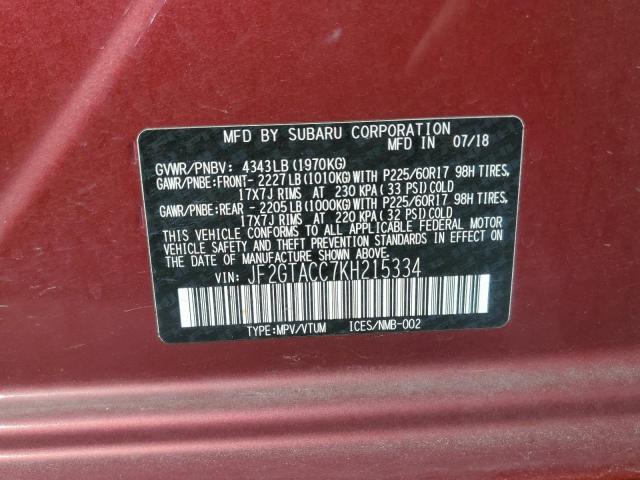 MFD BY SUBARU CORPORATION
MFD IN 07/18
GVWR/PNBV: 4343LB(1970KG)
GAWR/PNBE:FRONT- 2227LB(1010KG)WITH P225/60R17 98H TIRES,
17X7J RIMS AT 230 KPA(33 PSI)COLD
GAWR/PNBE:REAR - 2205LB(1000KG)WITH P225/60R17 98H TIRES,
17X7J RIMS AT 220 KPA(32 PSI)COLD
THIS VEHICLE CONFORMS TO ALL APPLICABLE FEDERAL MOTOR
VEHICLE SAFETY AND THEFT PREVENTION STANDARDS IN EFFECT ON
THE DATE OF MANUFACTURE SHOWN ABOVE.
VIN: JF2GTACC7KH215334
TYPE:MPV/VTUM ICES/NMB-002